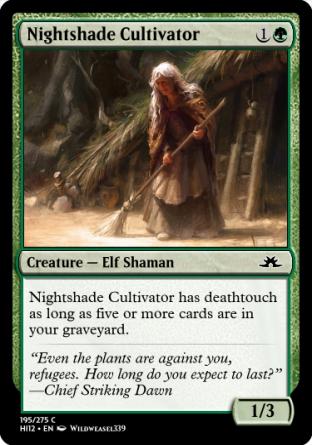 Nightshade Cultivator 1
Creature — Elf Shaman
Nightshade Cultivator has deathtouch
as long as five or more cards are in
your graveyard.
“Even the plants are against you,
refugees. How long do you expect to last?”
—Chief Striking Dawn
1/3
195/275 C
HI12 • EN WILDWEASEL339